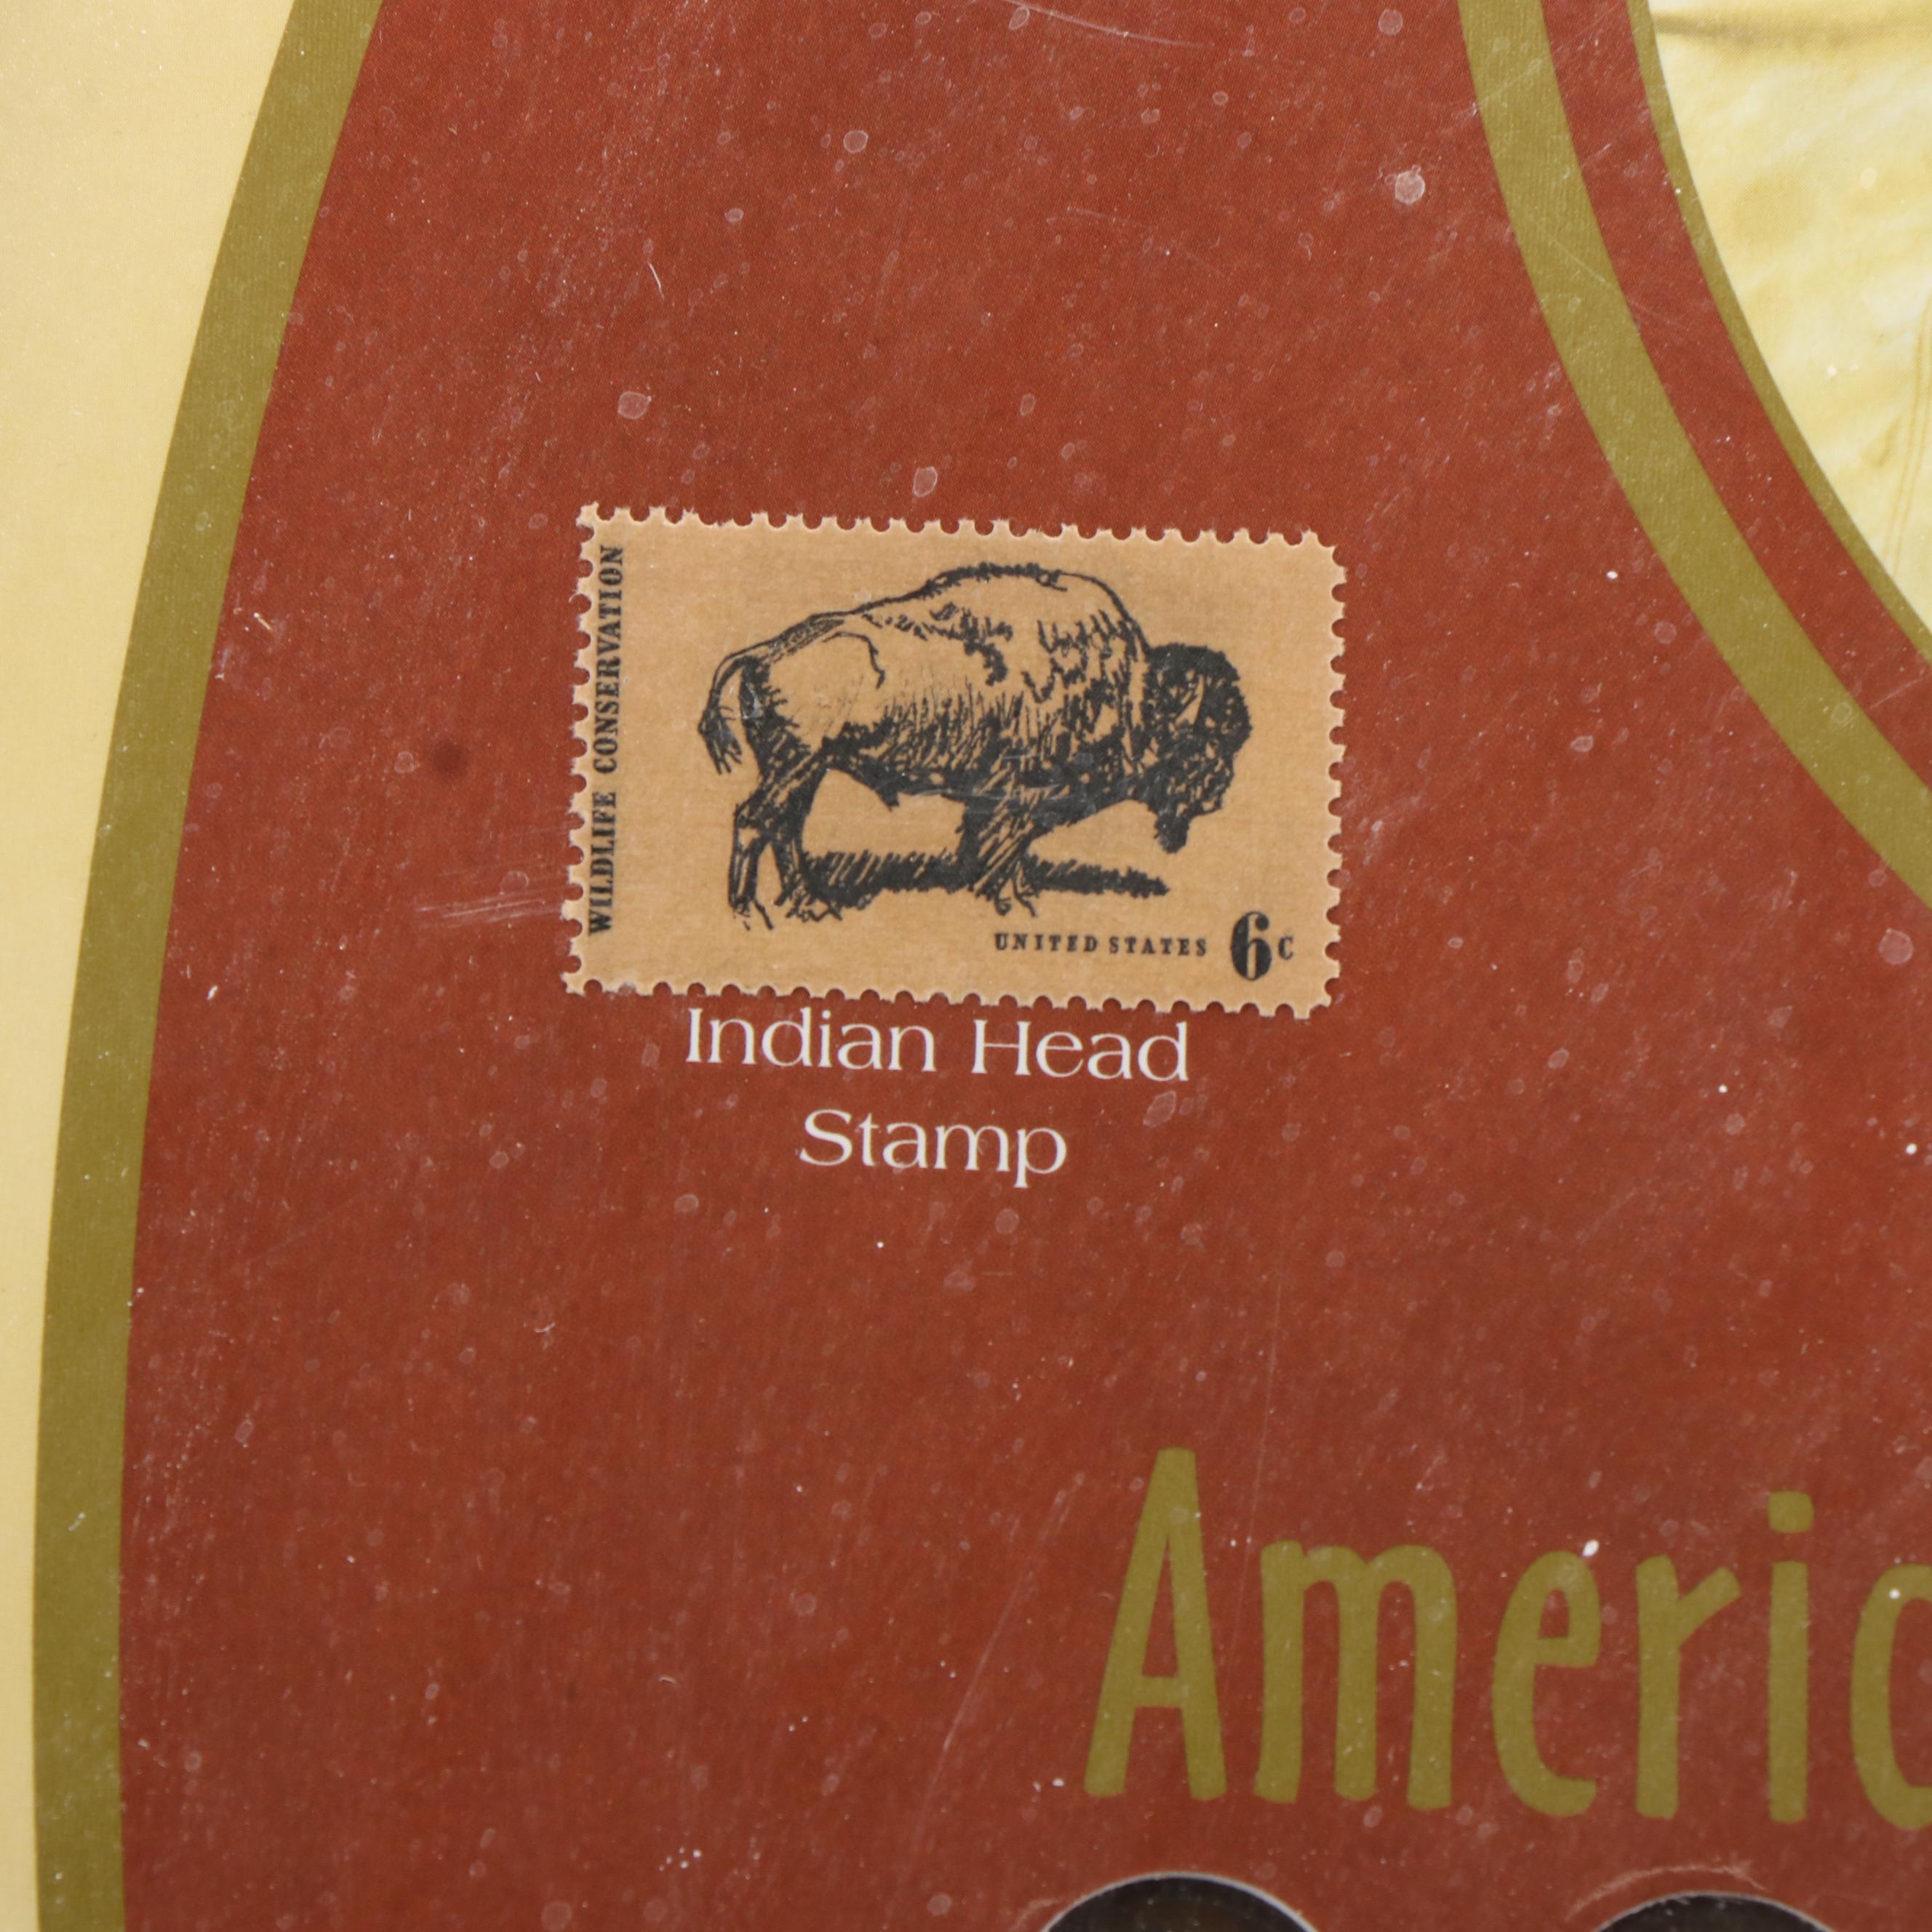 WILDLIFE CONSERVATION
UNITED STATES 6c
Indian Head
Stamp
Americ